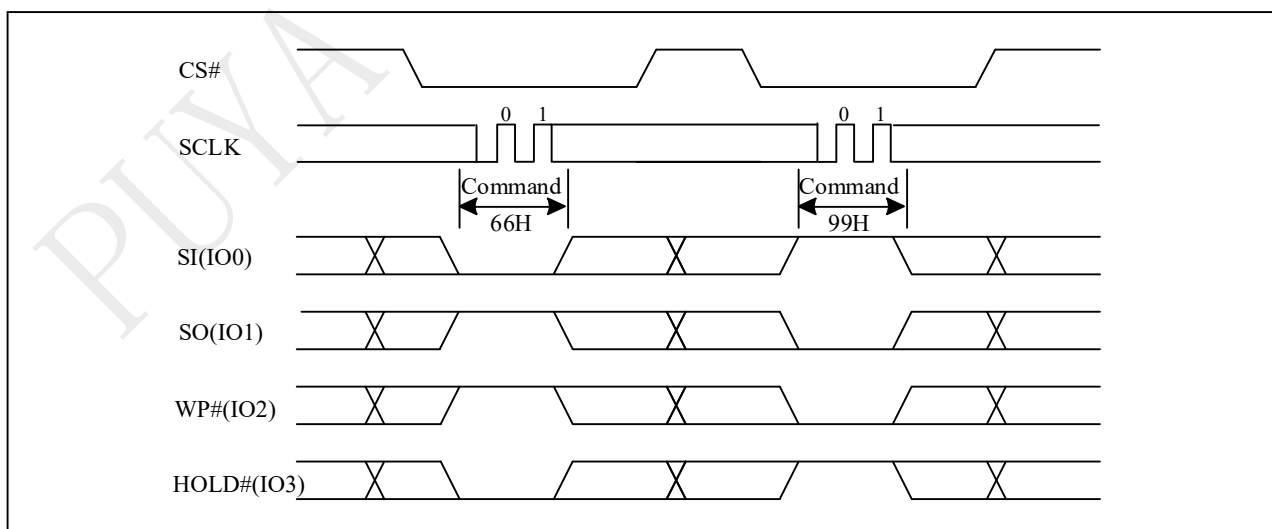 PUYA
CS#
0 1 0 1
SCLK
Command Command
66H 99H
SI(IO0)
SO(IO1)
WP#(IO2)
HOLD#(IO3)